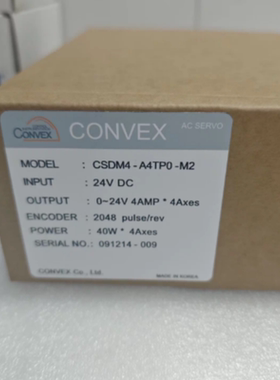 CONVEX
CONVEX
AC SERVO
MODEL : CSDM4-A4TP0-M2
INPUT : 24V DC
OUTPUT : 0~24V 4AMP * 4Axes
ENCODER : 2048 pulse/rev
POWER : 40W * 4Axes
SERIAL NO. : 091214 - 009
CONVEX Co., Ltd.
MADE IN KOREA